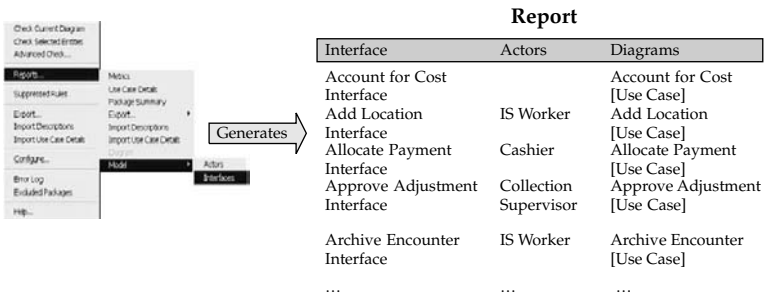 Check Current Diagram
Check Selected Entities
Advanced Check...
Reports...
Suppressed Rules
Export...
Import Descriptions
Import Use Case Details
Configure...
Error Log
Excluded Packages
Help...
Metrics
Use Case Details
Package Summary
Export...
Import Descriptions
Import Use Case Details
Diagram
Model
Actors
Interfaces
Generates
Report
Interface Actors Diagrams
Account for Cost Account for Cost
Interface [Use Case]
Add Location IS Worker Add Location
Interface [Use Case]
Allocate Payment Cashier Allocate Payment
Interface [Use Case]
Approve Adjustment Collection Approve Adjustment
Interface Supervisor [Use Case]
Archive Encounter IS Worker Archive Encounter
Interface [Use Case]
... ... ...